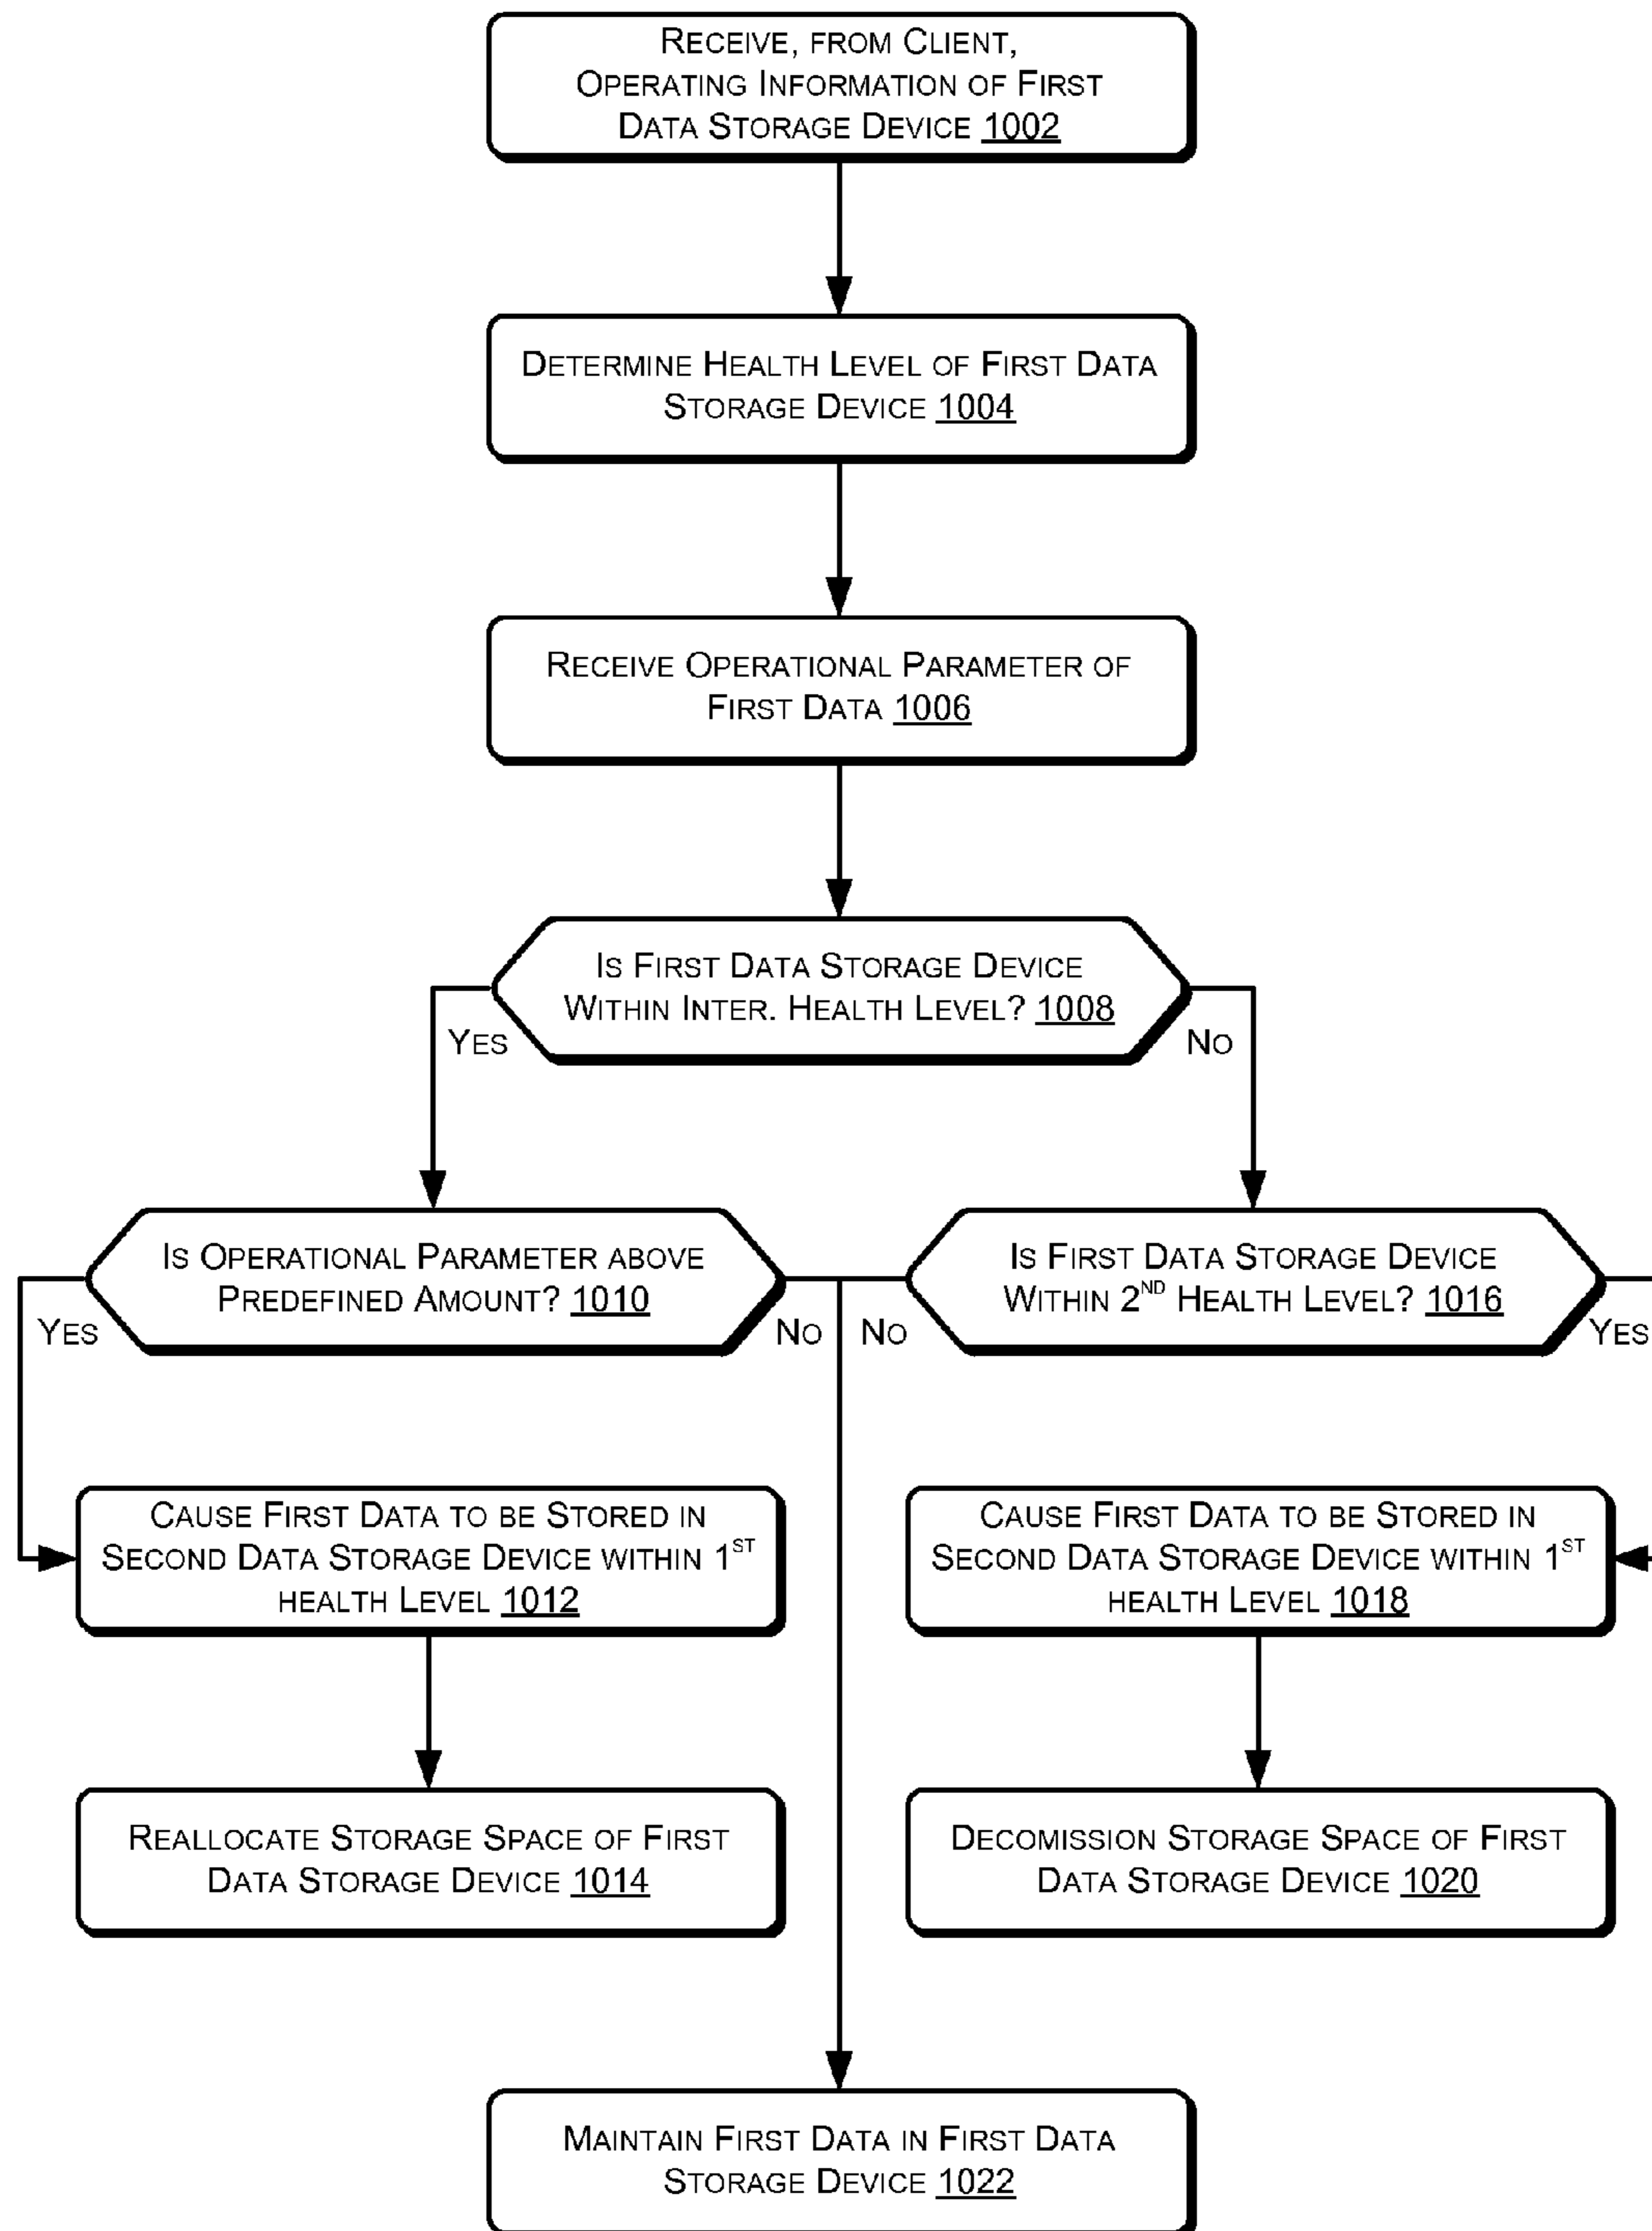 RECEIVE, FROM CLIENT,
OPERATING INFORMATION OF FIRST
DATA STORAGE DEVICE 1002
DETERMINE HEALTH LEVEL OF FIRST DATA
STORAGE DEVICE 1004
RECEIVE OPERATIONAL PARAMETER OF
FIRST DATA 1006
IS FIRST DATA STORAGE DEVICE
WITHIN INTER. HEALTH LEVEL? 1008
YES
NO
IS OPERATIONAL PARAMETER ABOVE
PREDEFINED AMOUNT? 1010
YES
NO
IS FIRST DATA STORAGE DEVICE
WITHIN 2ND HEALTH LEVEL? 1016
NO
YES
CAUSE FIRST DATA TO BE STORED IN
SECOND DATA STORAGE DEVICE WITHIN 1ST
HEALTH LEVEL 1012
CAUSE FIRST DATA TO BE STORED IN
SECOND DATA STORAGE DEVICE WITHIN 1ST
HEALTH LEVEL 1018
REALLOCATE STORAGE SPACE OF FIRST
DATA STORAGE DEVICE 1014
DECOMISSION STORAGE SPACE OF FIRST
DATA STORAGE DEVICE 1020
MAINTAIN FIRST DATA IN FIRST DATA
STORAGE DEVICE 1022